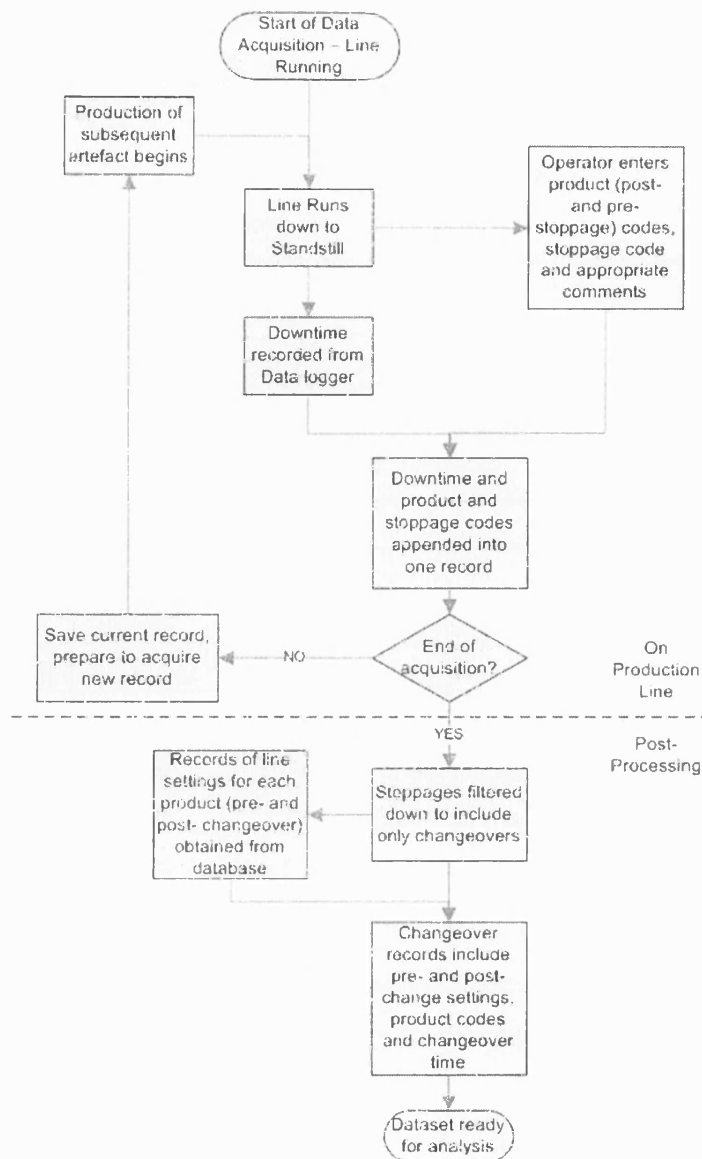 Start of Data
Acquisition – Line
Running
Production of
subsequent
artefact begins
Line Runs
down to
Standstill
Operator enters
product (post-
and pre-
stoppage) codes,
stoppage code
and appropriate
comments
Downtime
recorded from
Data logger
Downtime and
product and
stoppage codes
appended into
one record
End of
acquisition?
NO
Save current record,
prepare to acquire
new record
On
Production
Line
YES
Post-
Processing
Records of line
settings for each
product (pre- and
post- changeover)
obtained from
database
Stoppages filtered
down to include
only changeovers
Changeover
records include
pre- and post-
change settings,
product codes
and changeover
time
Dataset ready
for analysis